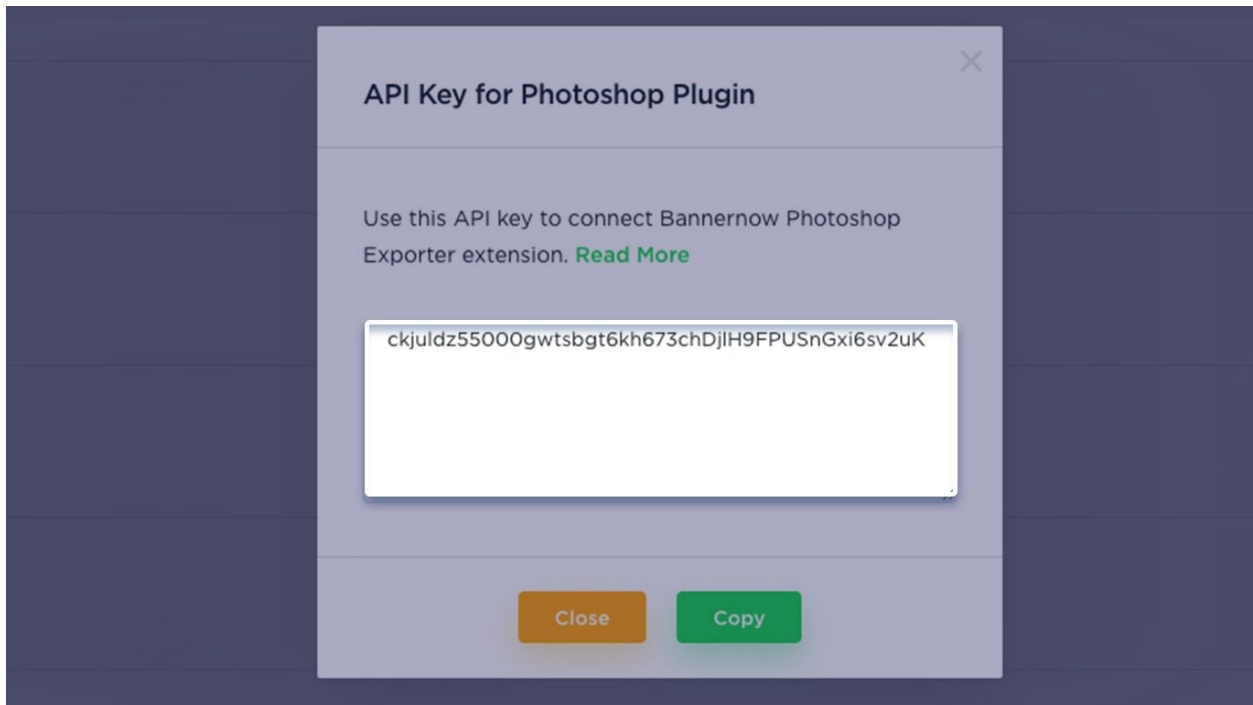 API Key for Photoshop Plugin
Use this API key to connect Bannernow Photoshop
Exporter extension. Read More
ckjuldz55000gwtsbgt6kh673chDjlH9FPUSnGxi6sv2uK
Close
Copy